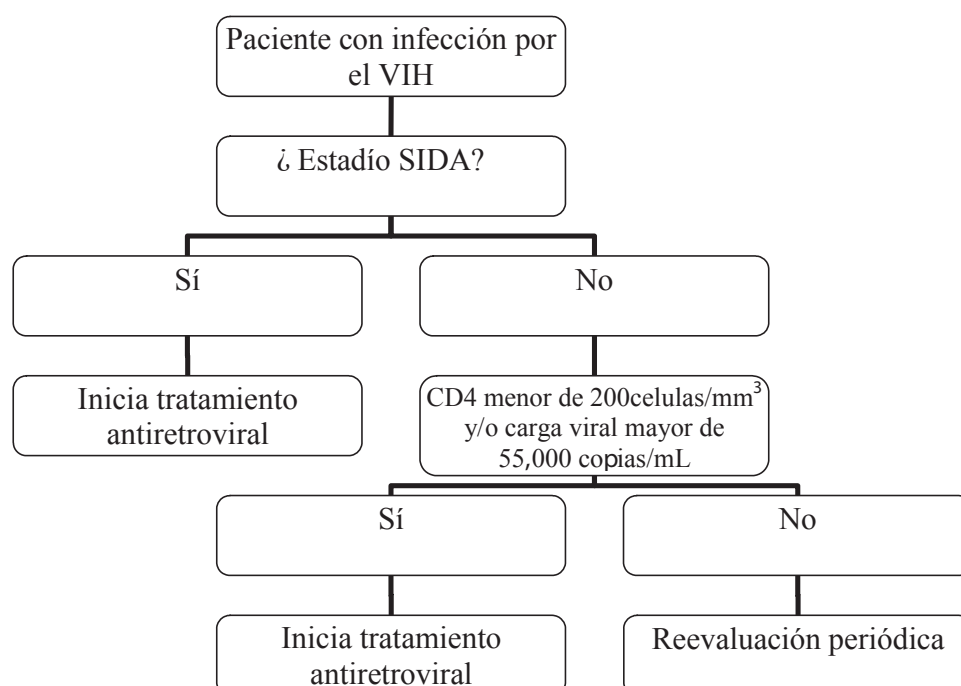 Paciente con infección por
el VIH
¿ Estadío SIDA?
Sí
No
Inicia tratamiento
antiretroviral
CD4 menor de 200celulas/mm³
y/o carga viral mayor de
55,000 copias/mL
Sí
No
Inicia tratamiento
antiretroviral
Reevaluación periódica